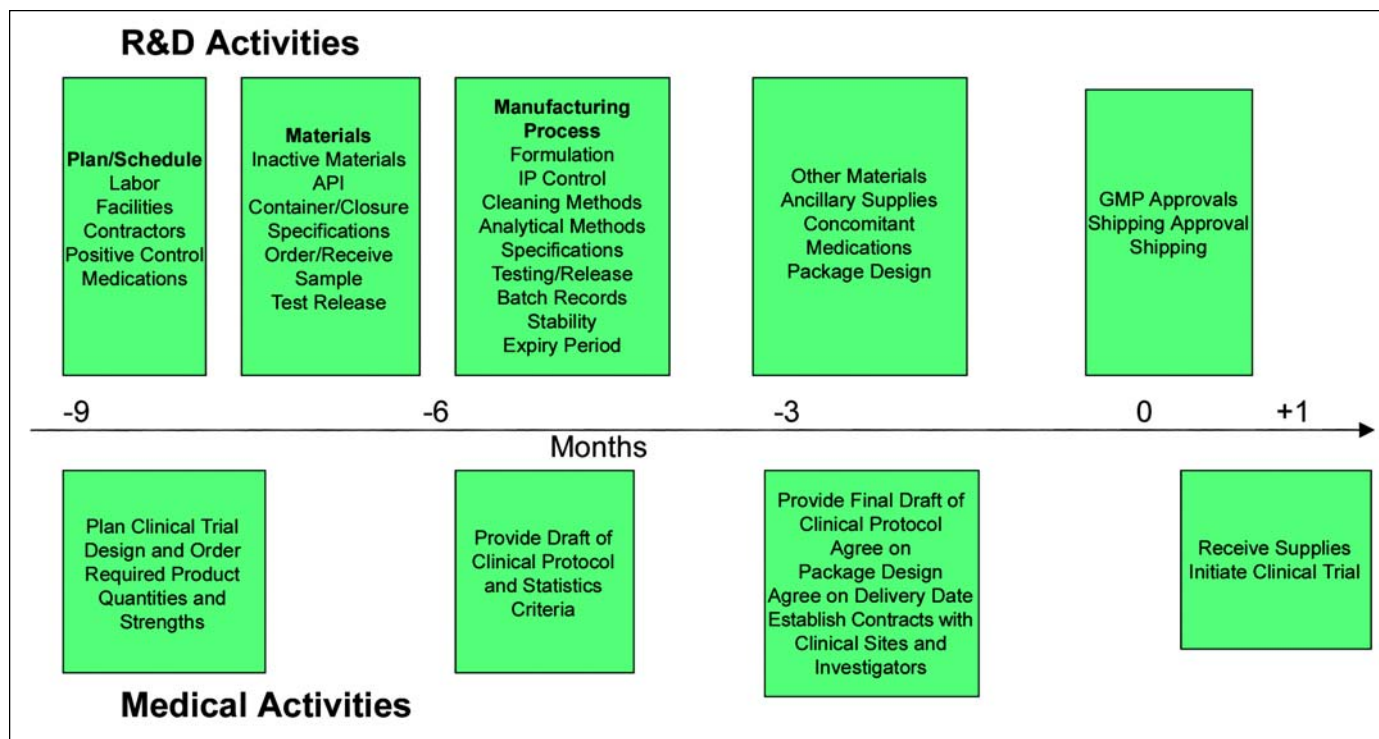 R&D Activities
Plan/Schedule
Labor
Facilities
Contractors
Positive Control
Medications
Materials
Inactive Materials
API
Container/Closure
Specifications
Order/Receive
Sample
Test Release
Manufacturing
Process
Formulation
IP Control
Cleaning Methods
Analytical Methods
Specifications
Testing/Release
Batch Records
Stability
Expiry Period
Other Materials
Ancillary Supplies
Concomitant
Medications
Package Design
GMP Approvals
Shipping Approval
Shipping
-9 -6 -3 0 +1
Months
Plan Clinical Trial
Design and Order
Required Product
Quantities and
Strengths
Provide Draft of
Clinical Protocol
and Statistics
Criteria
Provide Final Draft of
Clinical Protocol
Agree on
Package Design
Agree on Delivery Date
Establish Contracts with
Clinical Sites and
Investigators
Receive Supplies
Initiate Clinical Trial
Medical Activities